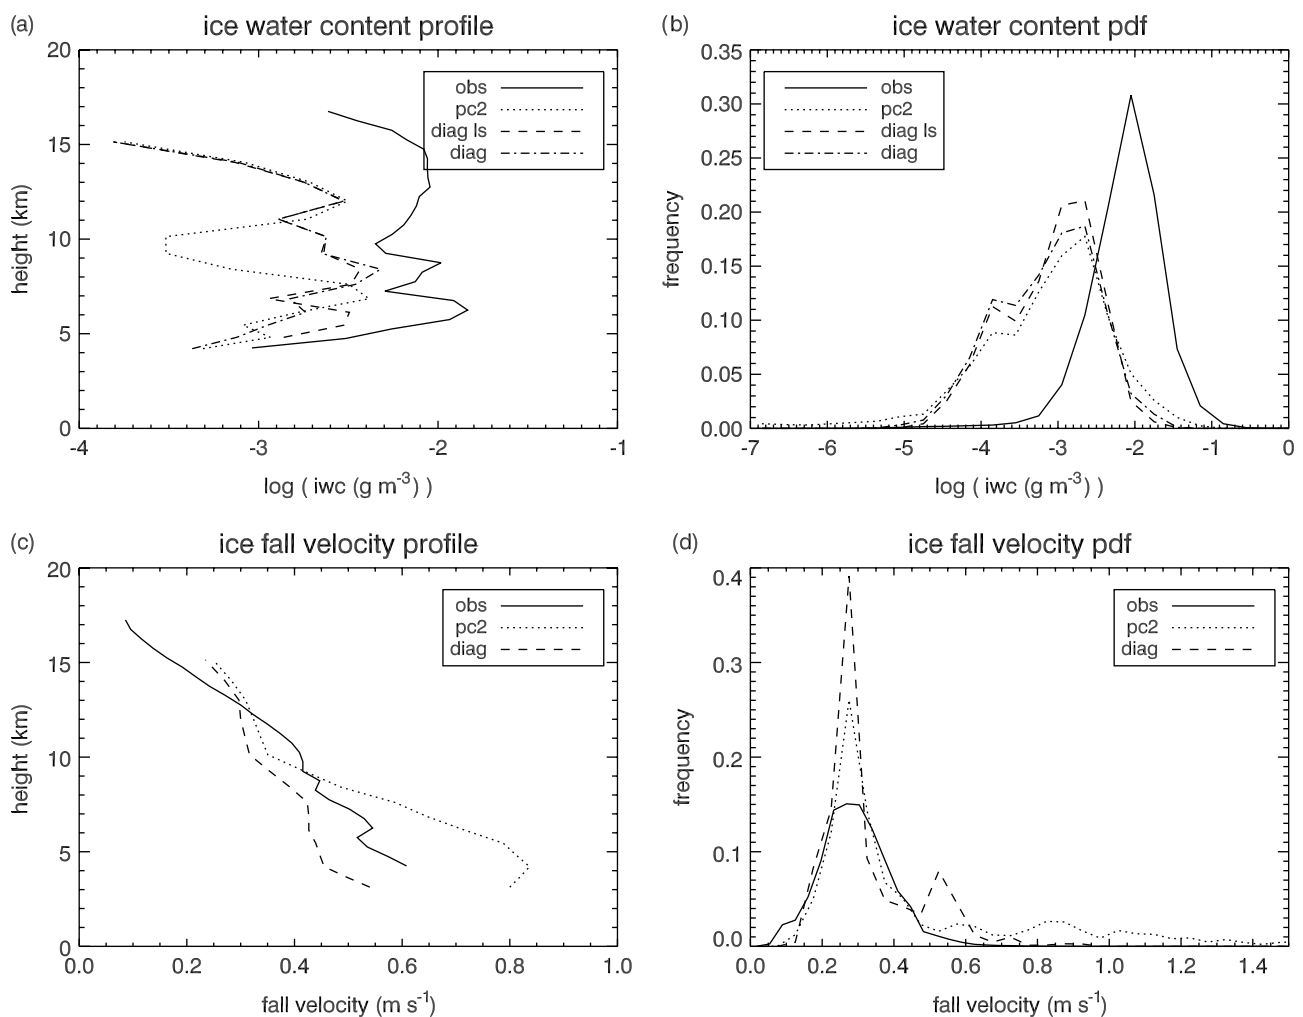 (a)
ice water content profile
20
15
10
5
0
height (km)
-4
-3
-2
-1
log ( iwc (g m-3) )
obs
pc2
diag ls
diag
(b)
ice water content pdf
0.35
0.30
0.25
0.20
0.15
0.10
0.05
0.00
frequency
-7
-6
-5
-4
-3
-2
-1
0
log ( iwc (g m-3) )
obs
pc2
diag ls
diag
(c)
ice fall velocity profile
20
15
10
5
0
height (km)
0.0
0.2
0.4
0.6
0.8
1.0
fall velocity (m s-1)
obs
pc2
diag
(d)
ice fall velocity pdf
0.4
0.3
0.2
0.1
0.0
frequency
0.0
0.2
0.4
0.6
0.8
1.0
1.2
1.4
fall velocity (m s-1)
obs
pc2
diag